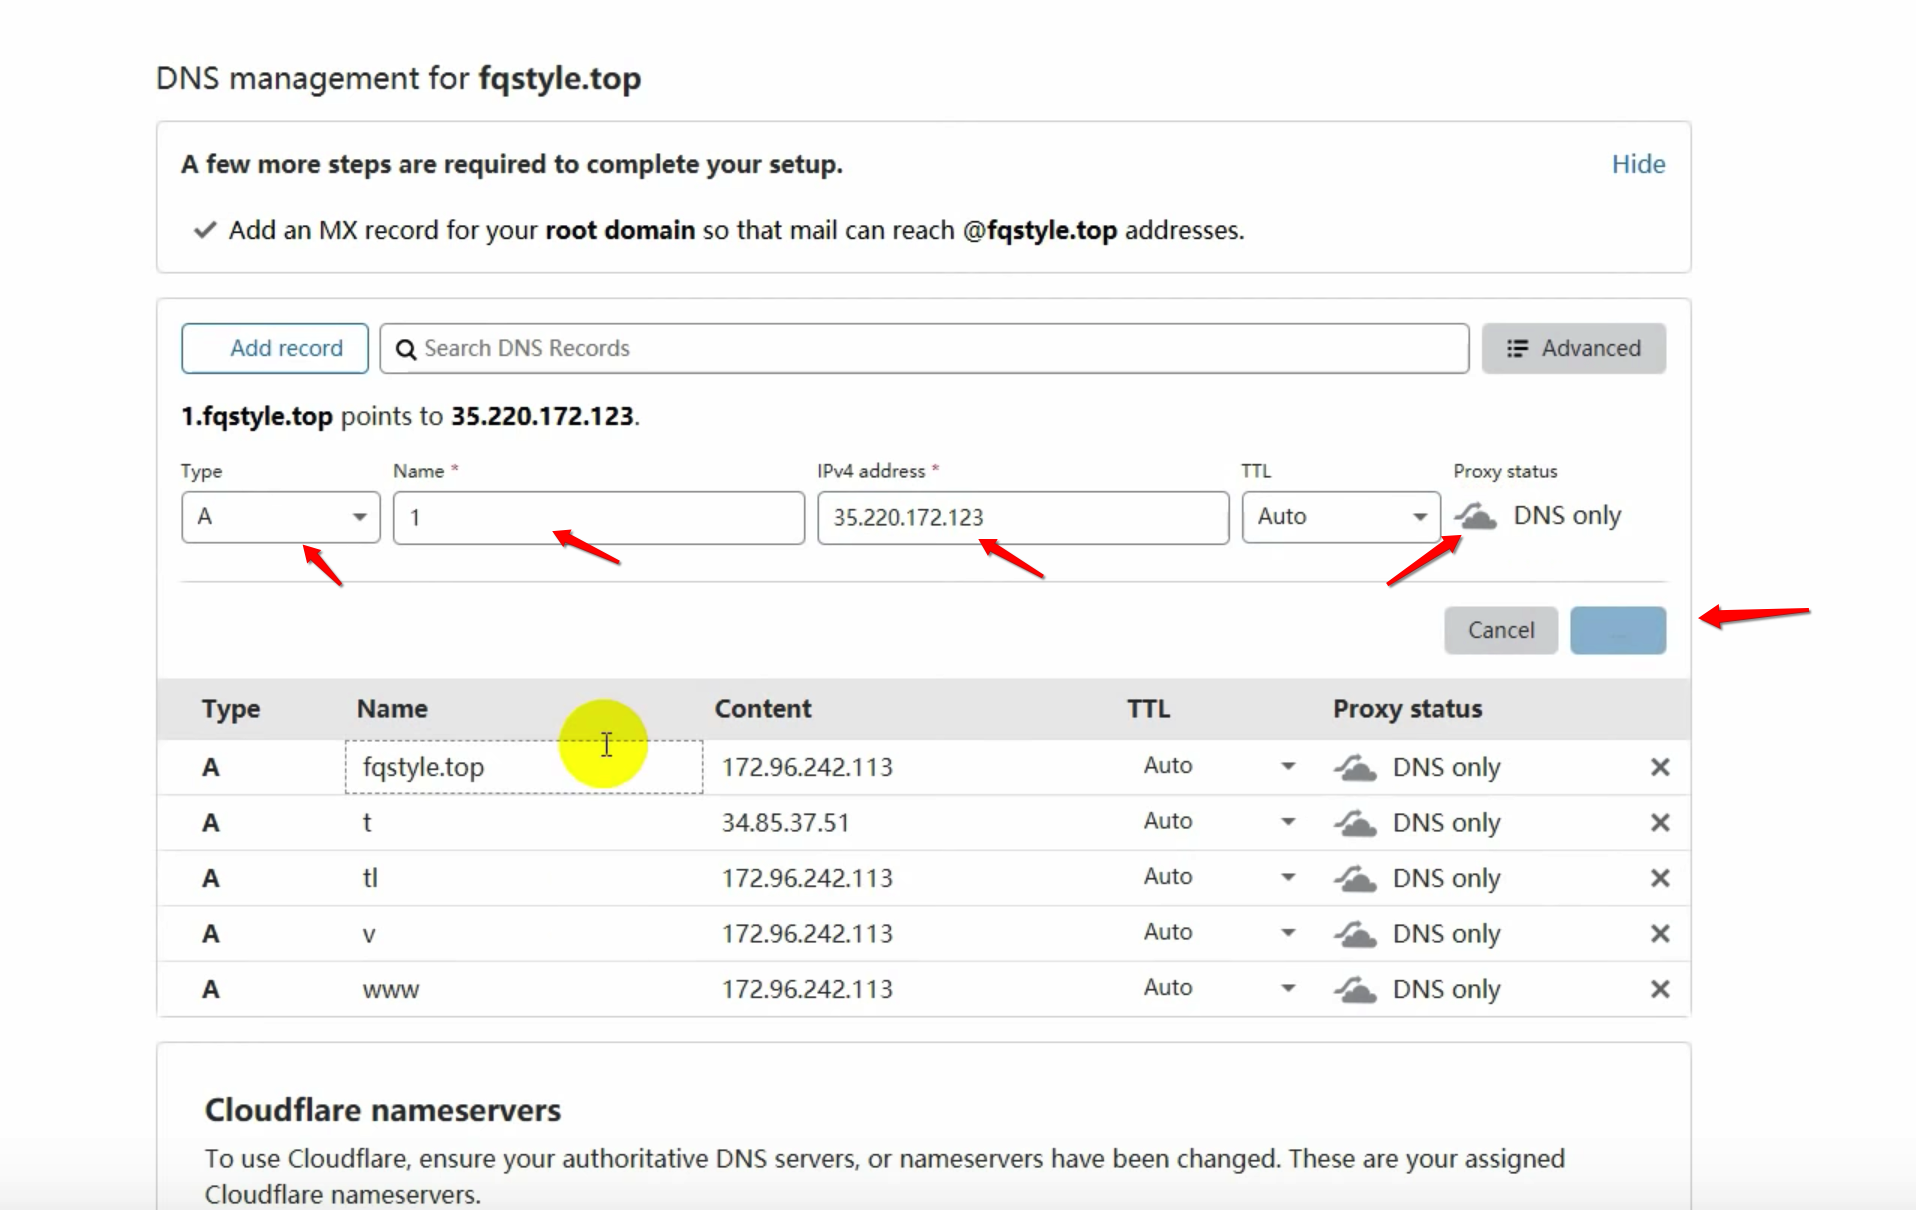 DNS management for fqstyle.top
A few more steps are required to complete your setup.
Hide
Add an MX record for your root domain so that mail can reach @fqstyle.top addresses.
Add record
Search DNS Records
Advanced
1.fqstyle.top points to 35.220.172.123.
Type
Name *
IPv4 address *
TTL
Proxy status
A
1
35.220.172.123
Auto
DNS only
Cancel
...
Type Name Content TTL Proxy status
A fqstyle.top 172.96.242.113 Auto DNS only
A t 34.85.37.51 Auto DNS only
A tl 172.96.242.113 Auto DNS only
A v 172.96.242.113 Auto DNS only
A www 172.96.242.113 Auto DNS only
Cloudflare nameservers
To use Cloudflare, ensure your authoritative DNS servers, or nameservers have been changed. These are your assigned
Cloudflare nameservers.